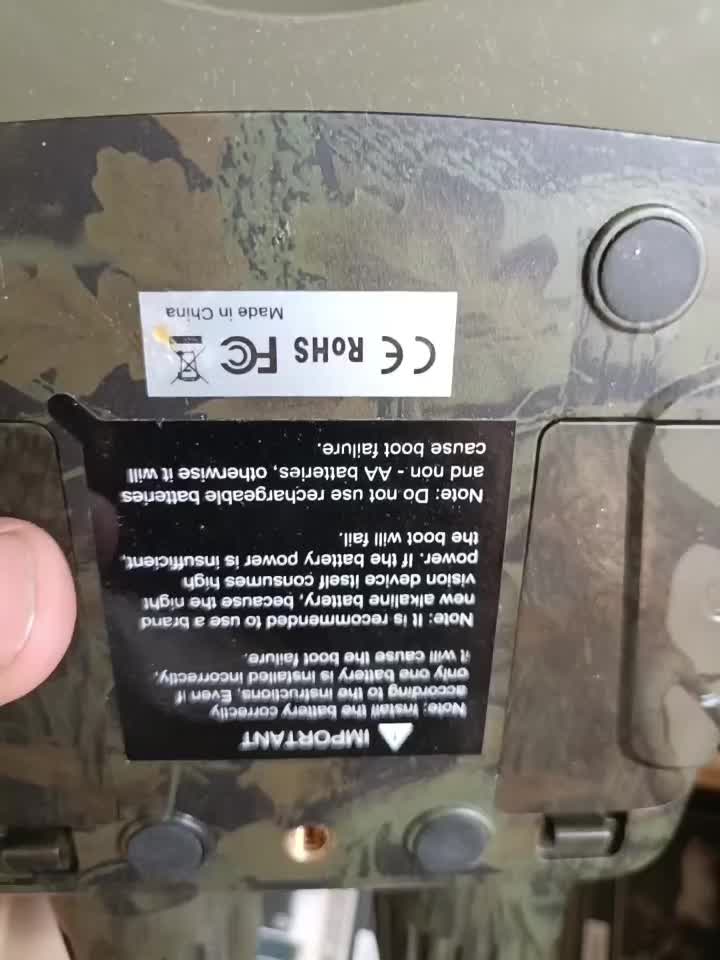 ⚠ IMPORTANT
Note: Install the battery correctly
according to the instructions, Even if
only one battery is installed incorrectly,
it will cause the boot failure.
Note: It is recommended to use a brand
new alkaline battery, because the night
vision device itself consumes high
power. If the battery power is insufficient,
the boot will fail.
Note: Do not use rechargeable batteries
and non - AA batteries, otherwise it will
cause boot failure.
CE RoHS FC
Made in China